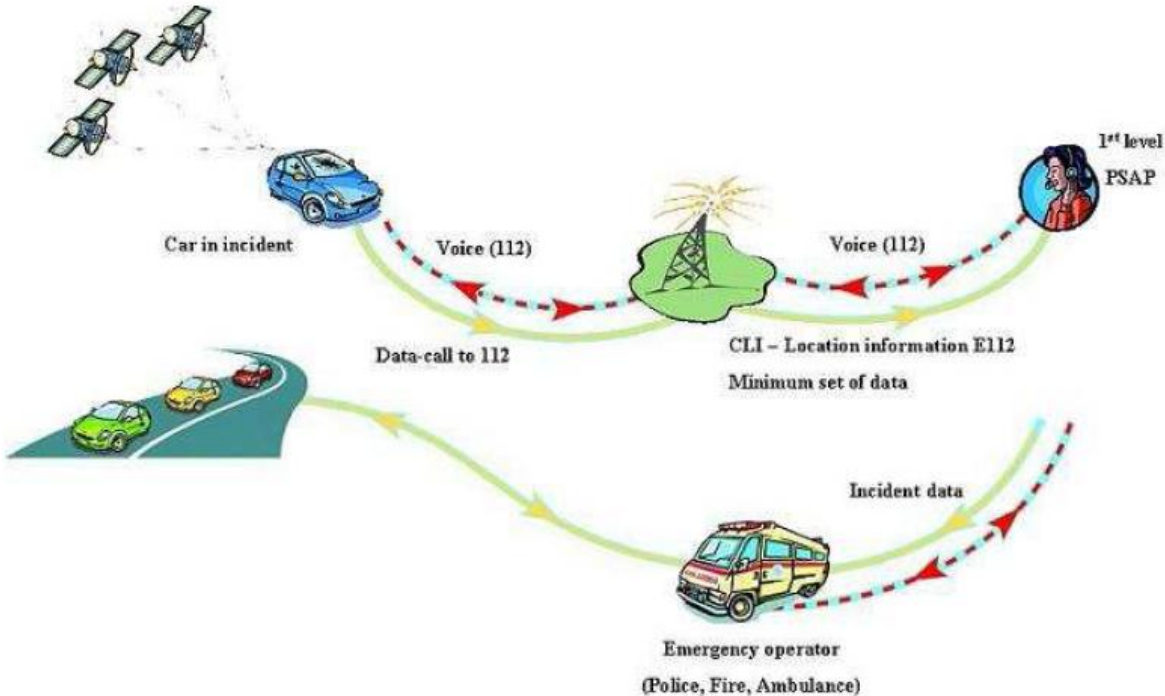 1st level
PSAP
Car in incident
Voice (112)
Voice (112)
Data-call to 112
CLI – Location information E112
Minimum set of data
Incident data
Emergency operator
(Police, Fire, Ambulance)